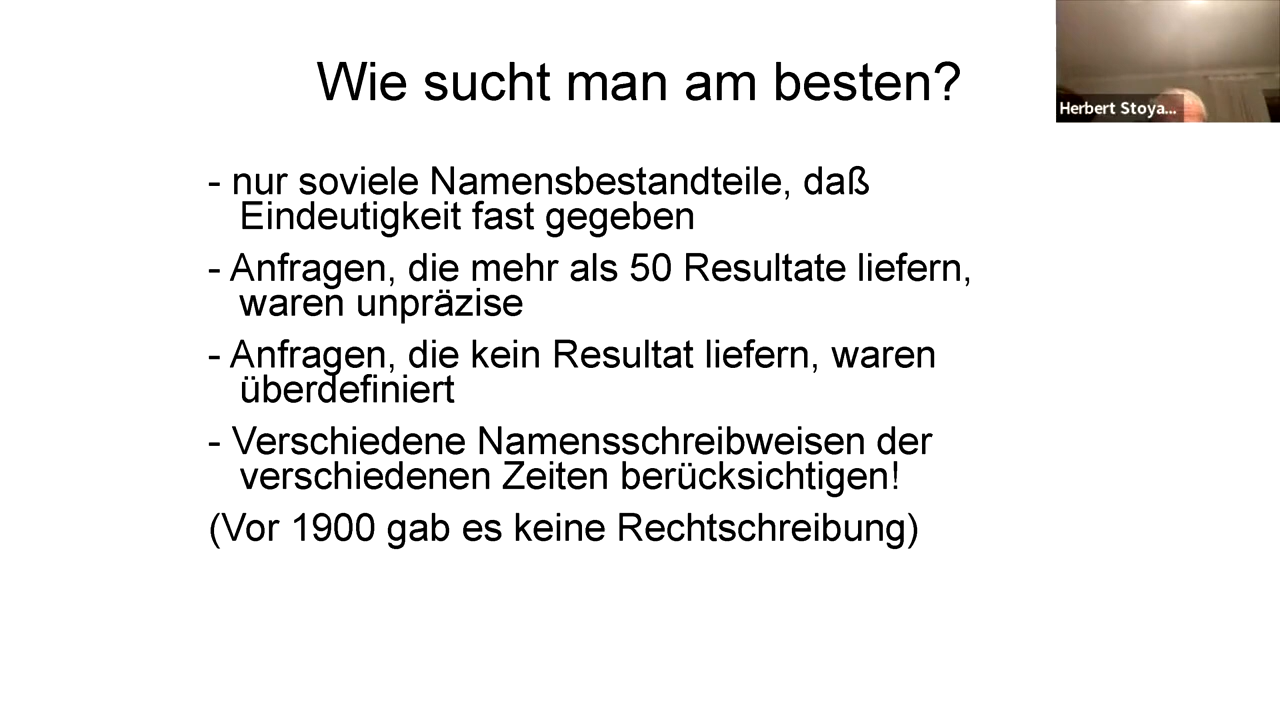 Wie sucht man am besten?
Herbert Stoya...
- nur soviele Namensbestandteile, daß
Eindeutigkeit fast gegeben
- Anfragen, die mehr als 50 Resultate liefern,
waren unpräzise
- Anfragen, die kein Resultat liefern, waren
überdefiniert
- Verschiedene Namensschreibweisen der
verschiedenen Zeiten berücksichtigen!
(Vor 1900 gab es keine Rechtschreibung)